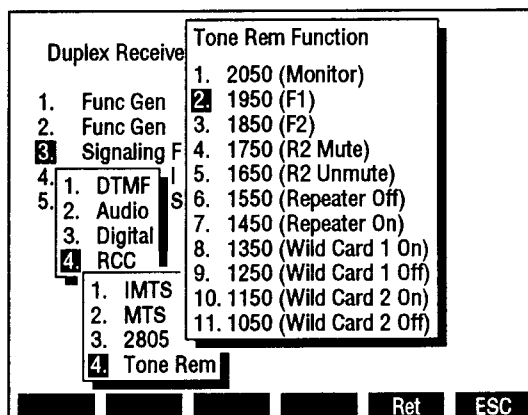 Duplex Receive
1. Func Gen
2. Func Gen
3. Signaling F
4. I
5. S
1. DTMF
2. Audio
3. Digital
4. RCC
1. IMTS
2. MTS
3. 2805
4. Tone Rem
Tone Rem Function
1. 2050 (Monitor)
2. 1950 (F1)
3. 1850 (F2)
4. 1750 (R2 Mute)
5. 1650 (R2 Unmute)
6. 1550 (Repeater Off)
7. 1450 (Repeater On)
8. 1350 (Wild Card 1 On)
9. 1250 (Wild Card 1 Off)
10. 1150 (Wild Card 2 On)
11. 1050 (Wild Card 2 Off)
Ret ESC